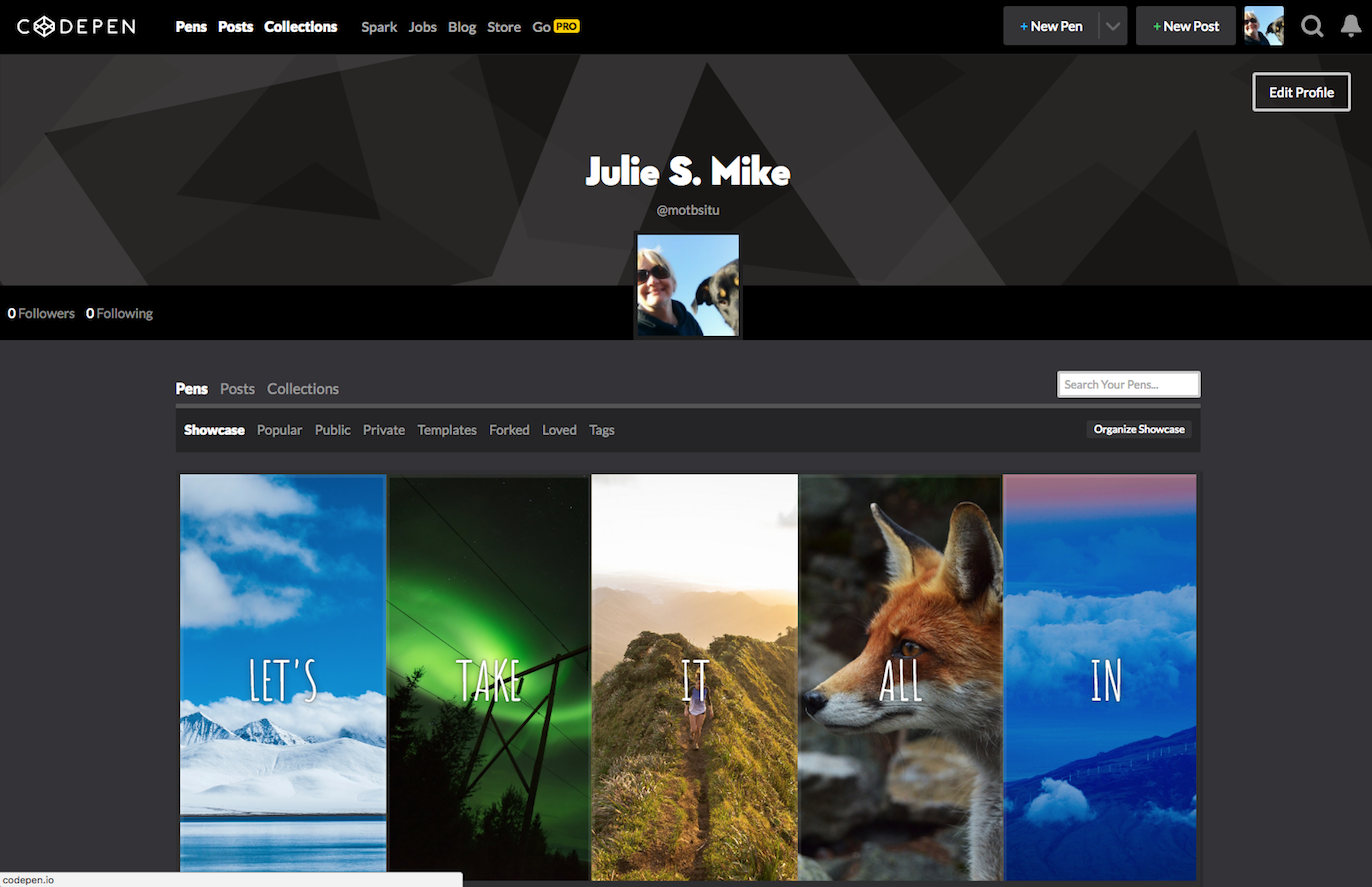 CODEPEN Pens Posts Collections Spark Jobs Blog Store Go PRO + New Pen + New Post
Edit Profile
Julie S. Mike
@motbsitu
0 Followers 0 Following
Pens Posts Collections Search Your Pens...
Showcase Popular Public Private Templates Forked Loved Tags Organize Showcase
LET'S TAKE IT ALL IN
codepen.io